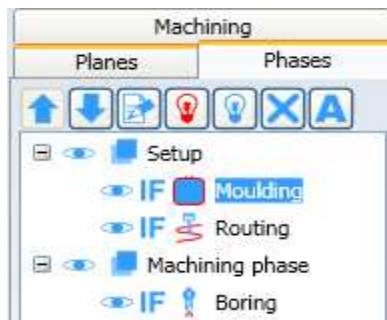 Machining
Planes Phases
A
Setup
IF Moulding
IF Routing
Machining phase
IF Boring